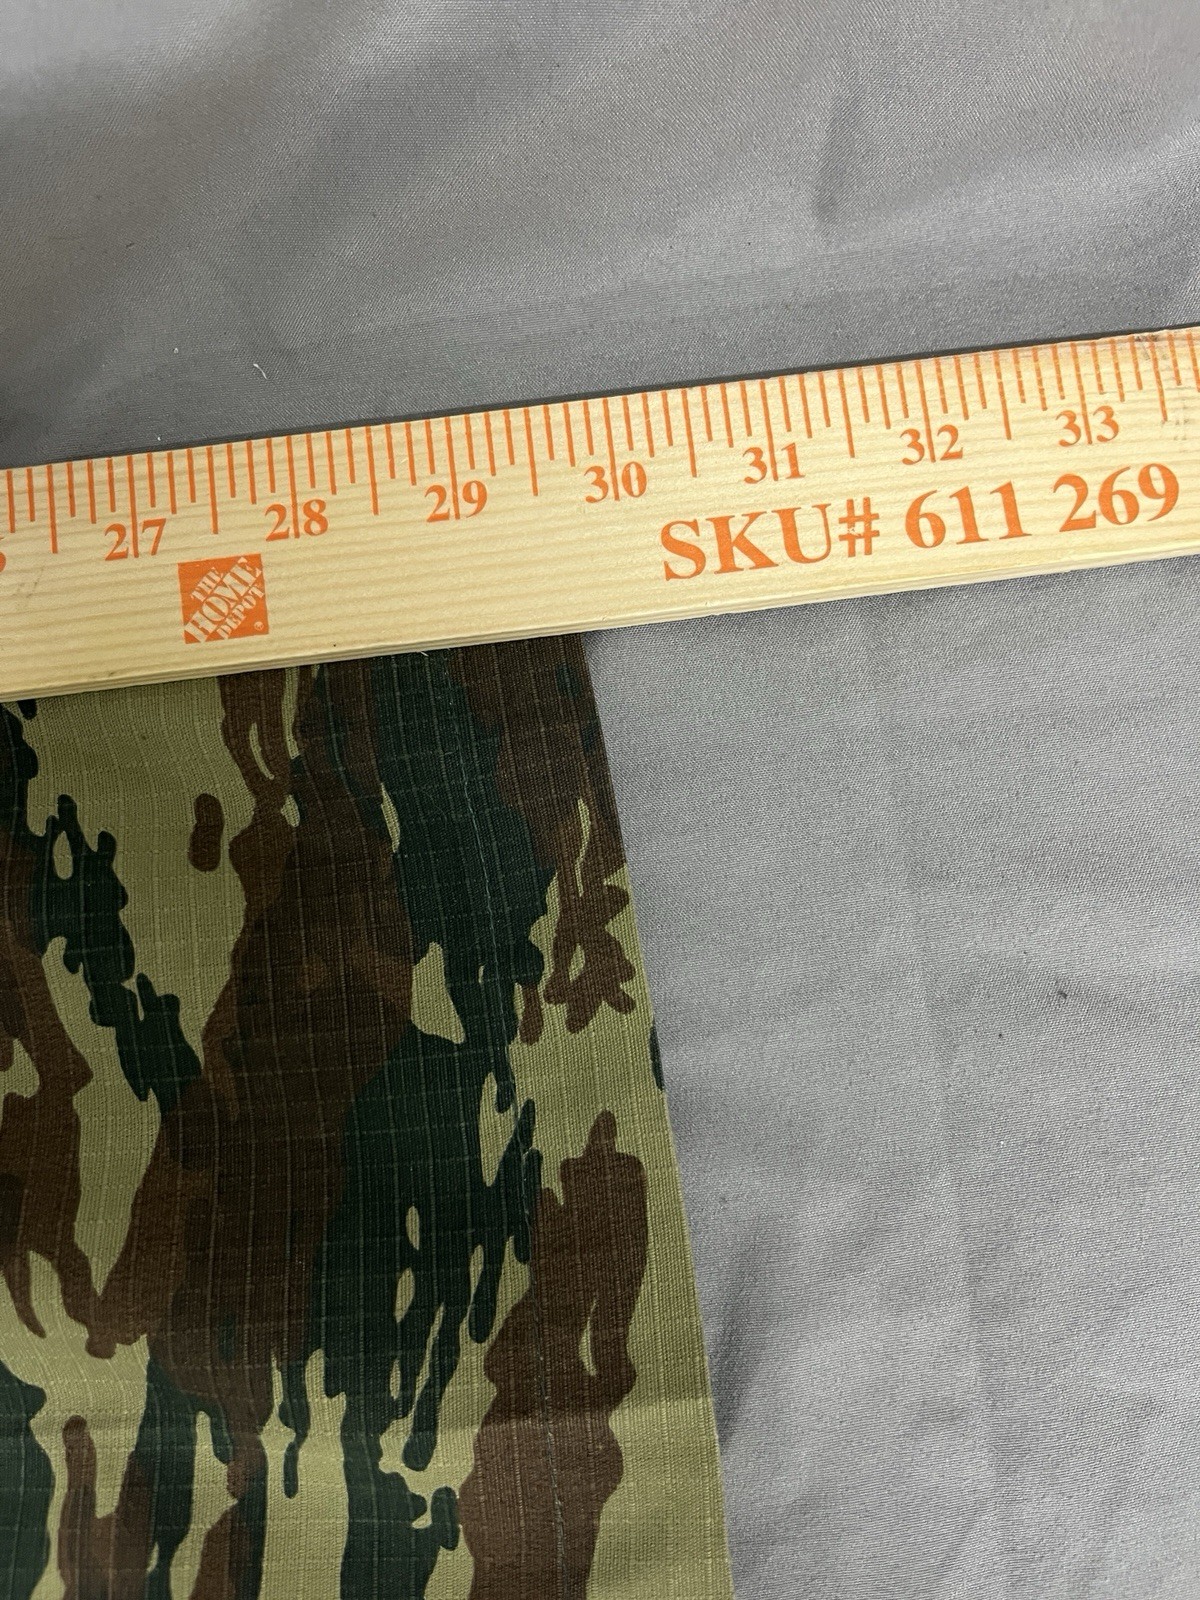 27 28 29 30 31 32 33
SKU# 611 269
THE
HOME
DEPOT